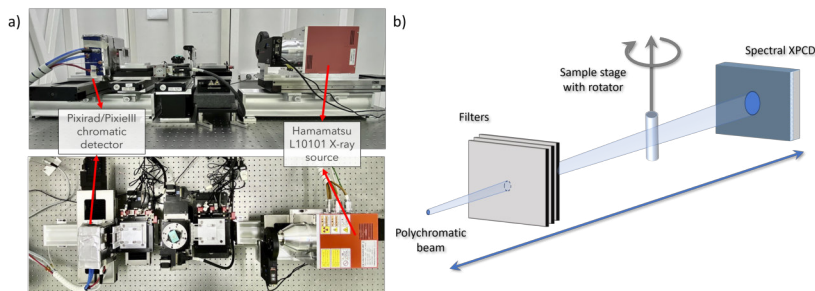 a)
Pixirad/PixieIII
chromatic
detector
Hamamatsu
L10101 X-ray
source
b)
Spectral XPCD
Sample stage
with rotator
Filters
Polychromatic
beam